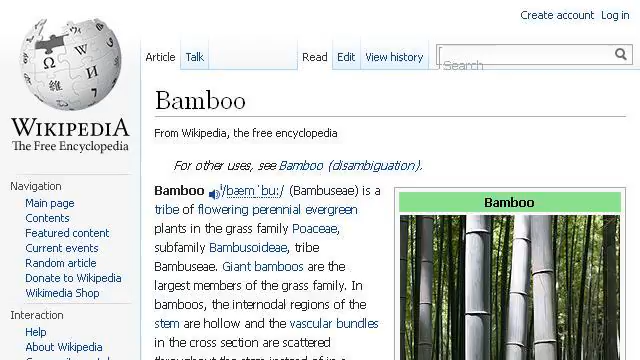 Create account Log in
Article Talk Read Edit View history Search
WIKIPEDIA
The Free Encyclopedia
Bamboo
From Wikipedia, the free encyclopedia
For other uses, see Bamboo (disambiguation).
Navigation
Main page
Contents
Featured content
Current events
Random article
Donate to Wikipedia
Wikimedia Shop
Interaction
Help
About Wikipedia
Bamboo /bæmˈbuː/ (Bambuseae) is a
tribe of flowering perennial evergreen
plants in the grass family Poaceae,
subfamily Bambusoideae, tribe
Bambuseae. Giant bamboos are the
largest members of the grass family. In
bamboos, the internodal regions of the
stem are hollow and the vascular bundles
in the cross section are scattered
Bamboo